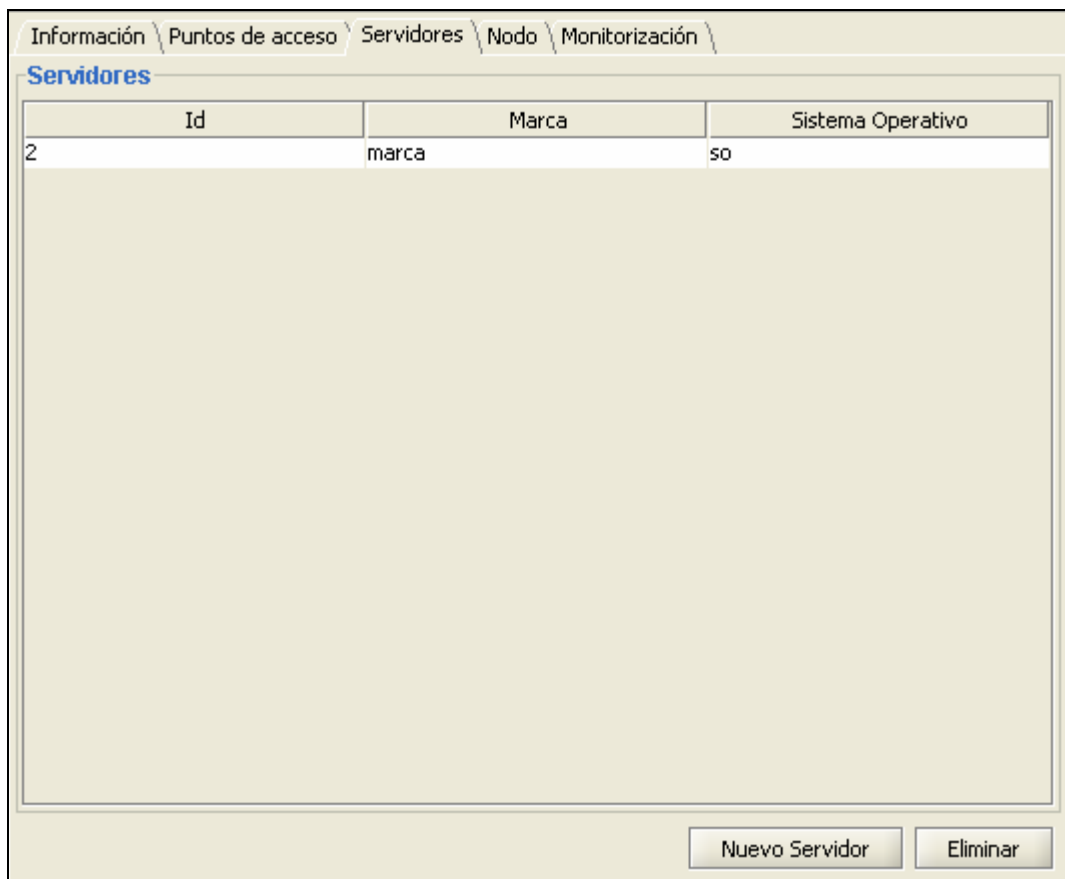 Información Puntos de acceso Servidores Nodo Monitorización
Servidores
Id Marca Sistema Operativo
2 marca so
Nuevo Servidor Eliminar